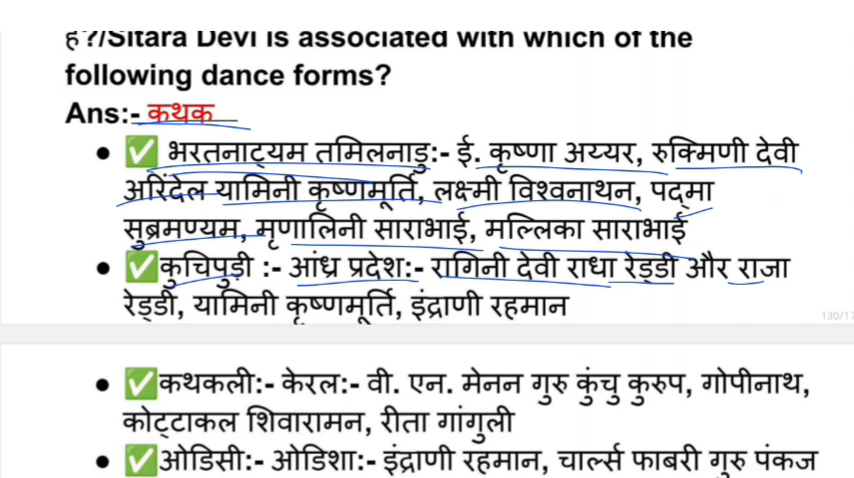 है?/Sitara Devi is associated with which of the
following dance forms?
Ans:- कथक
● ✅ भरतनाट्यम तमिलनाडु:- ई. कृष्णा अय्यर, रुक्मिणी देवी
अरिंदेल यामिनी कृष्णमूर्ति, लक्ष्मी विश्वनाथन, पद्मा
सुब्रमण्यम, मृणालिनी साराभाई, मल्लिका साराभाई
● ✅कुचिपुड़ी :- आंध्र प्रदेश:- रागिनी देवी राधा रेड्डी और राजा
रेड्डी, यामिनी कृष्णमूर्ति, इंद्राणी रहमान
130/17
● ✅कथकली:- केरल:- वी. एन. मेनन गुरु कुंचु कुरुप, गोपीनाथ,
कोट्टाकल शिवारामन, रीता गांगुली
● ✅ओडिसी:- ओडिशा:- इंद्राणी रहमान, चार्ल्स फाबरी गुरु पंकज